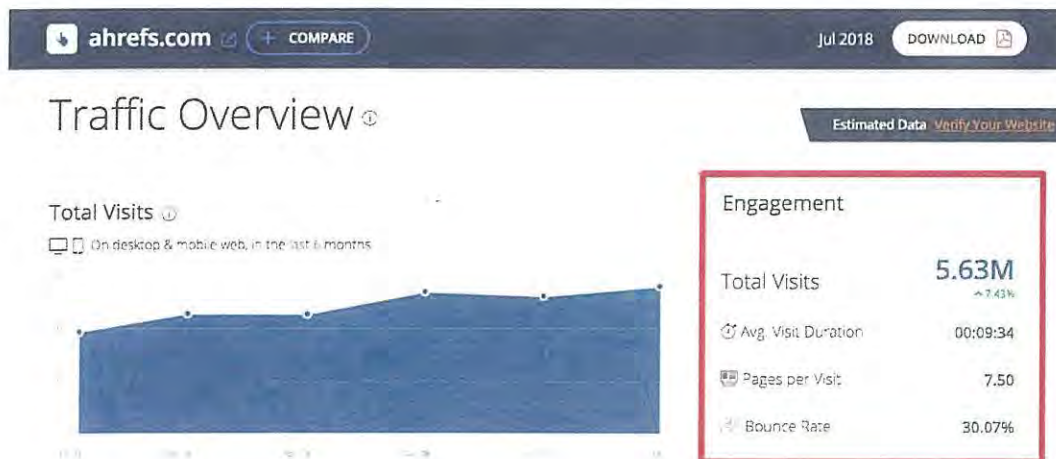 ahrefs.com + COMPARE
Jul 2018 DOWNLOAD
Traffic Overview
Estimated Data Verify Your Website
Total Visits
On desktop & mobile web, in the last 6 months
Engagement
Total Visits 5.63M
7.43%
Avg. Visit Duration 00:09:34
Pages per Visit 7.50
Bounce Rate 30.07%